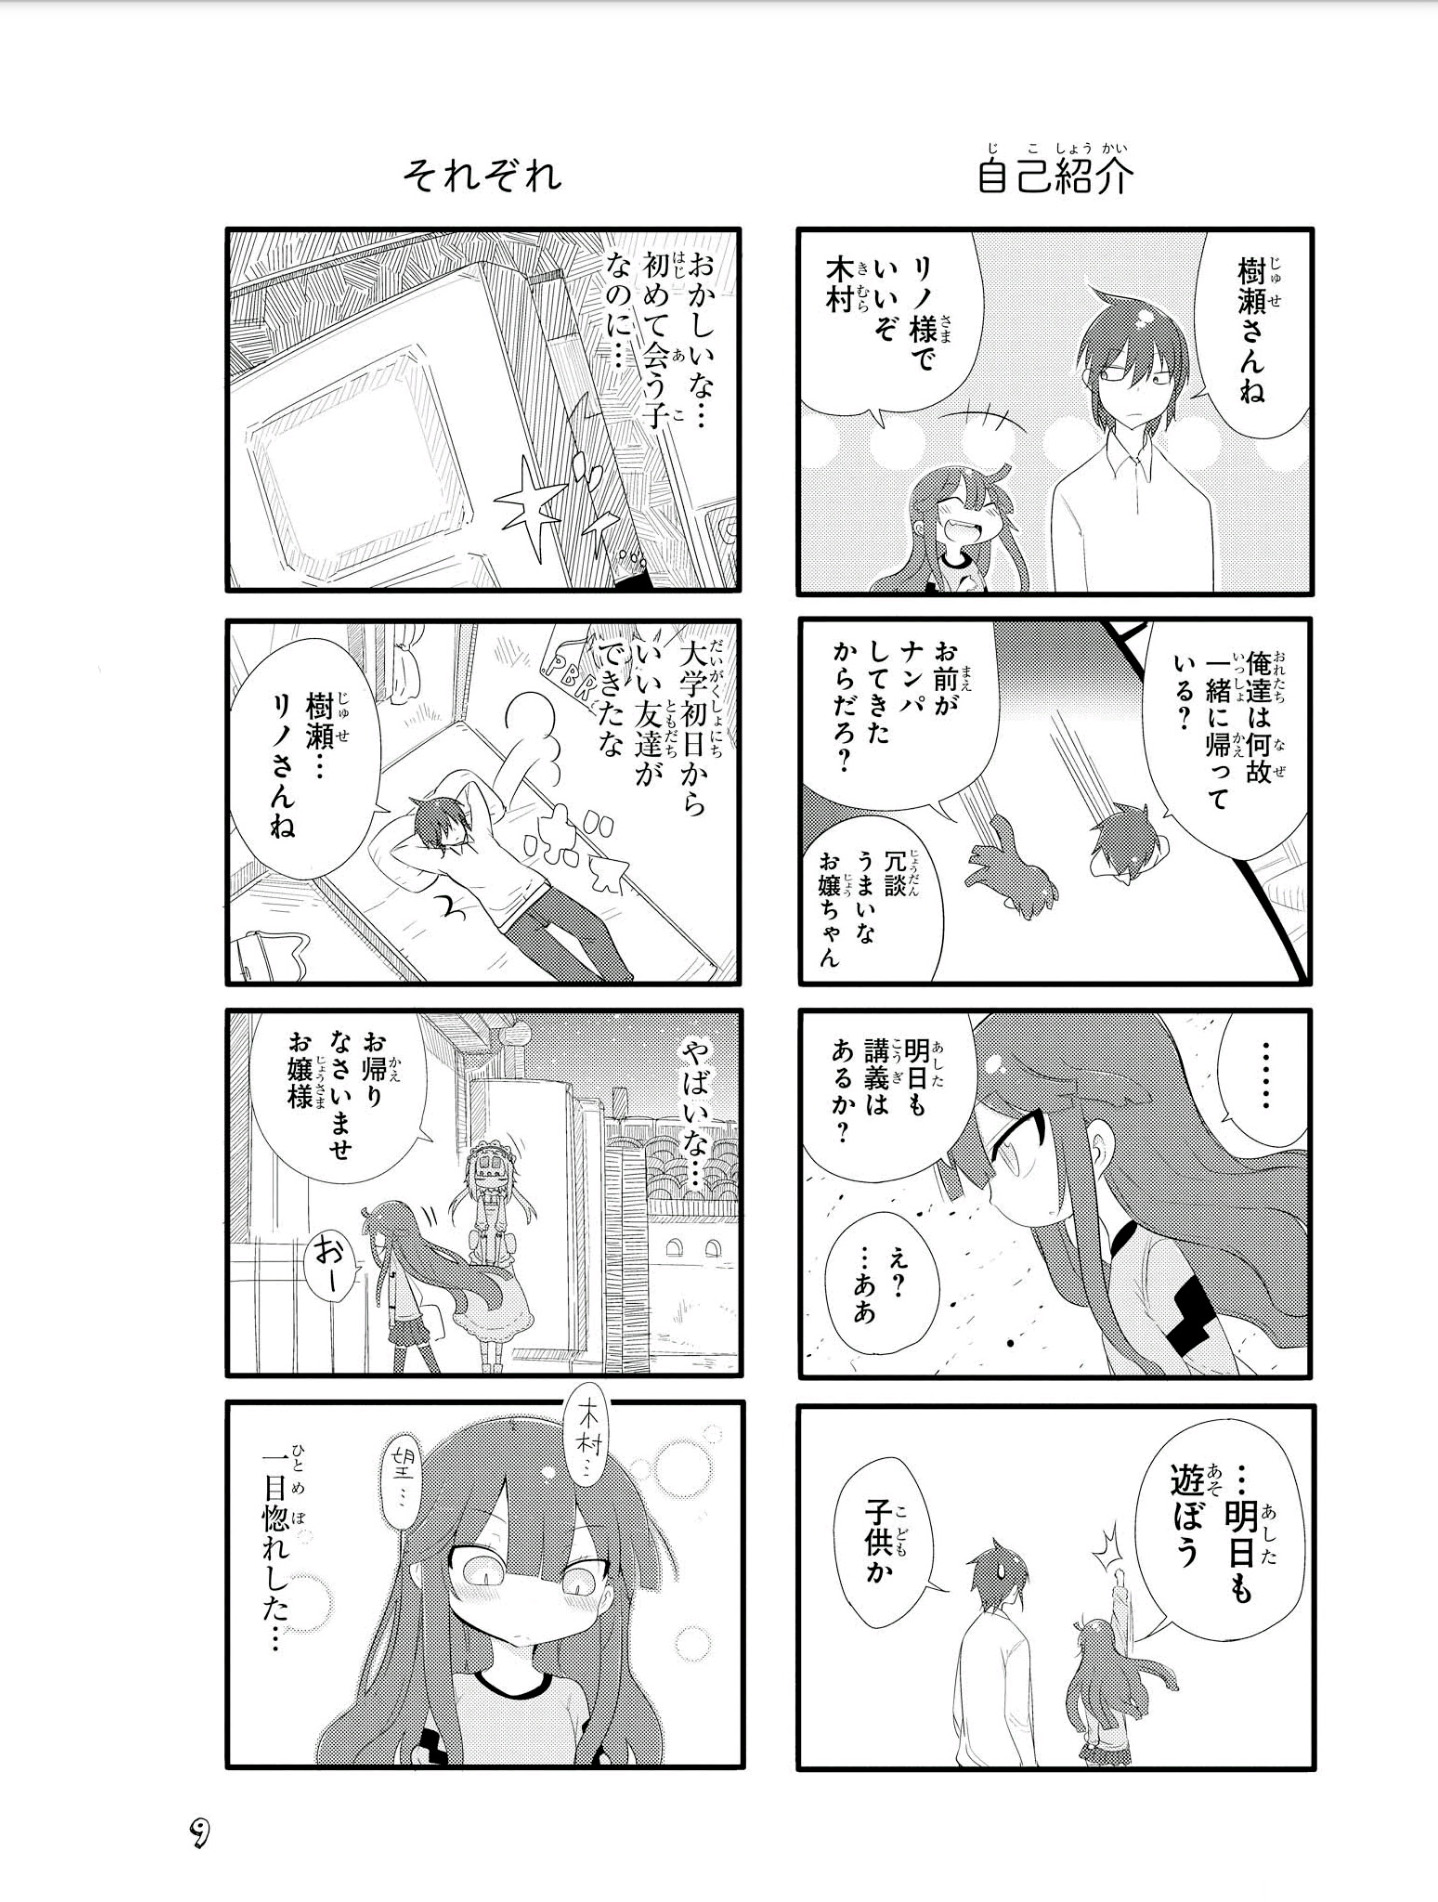 自己紹介
樹瀬さんね
リノ様で
いいぞ
木村
俺達は何故
一緒に帰って
いる？
お前が
ナンパ
してきた
からだろ？
冗談
うまいな
お嬢ちゃん
……
明日も
講義は
あるか？
え？
…ああ
…明日も
遊ぼう
子供か
それぞれ
おかしいな…
初めて会う子
なのに…
大学初日から
いい友達が
できたな
PBR
樹瀬…
リノさんね
やばいな…
お帰り
なさいませ
お嬢様
おー
木村…
望…
一目惚れした…
9